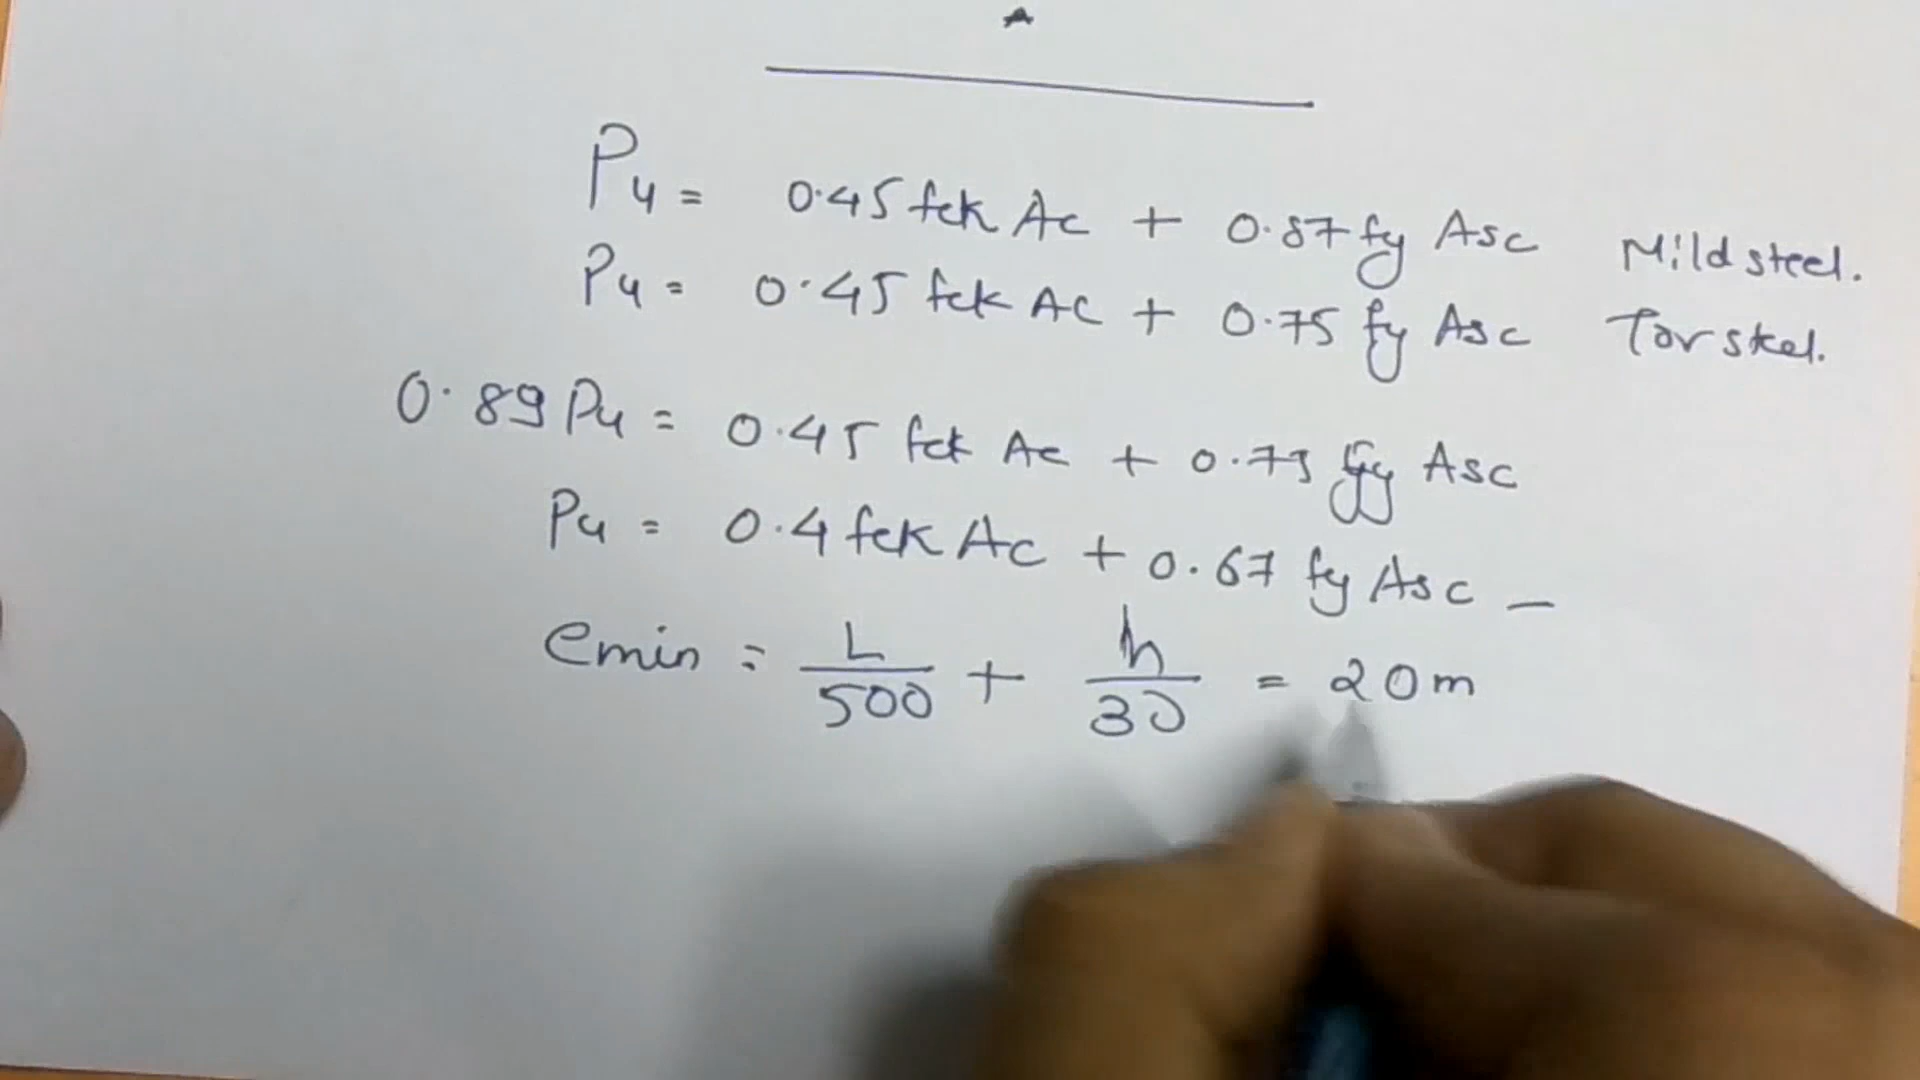 Pu = 0.45 fck Ac + 0.87 fy Asc Mild steel.
Pu = 0.45 fck Ac + 0.75 fy Asc Tor steel.
0.89 Pu = 0.45 fck Ac + 0.75 fy Asc
Pu = 0.4 fck Ac + 0.67 fy Asc —
emin = L/500 + h/30 = 20m